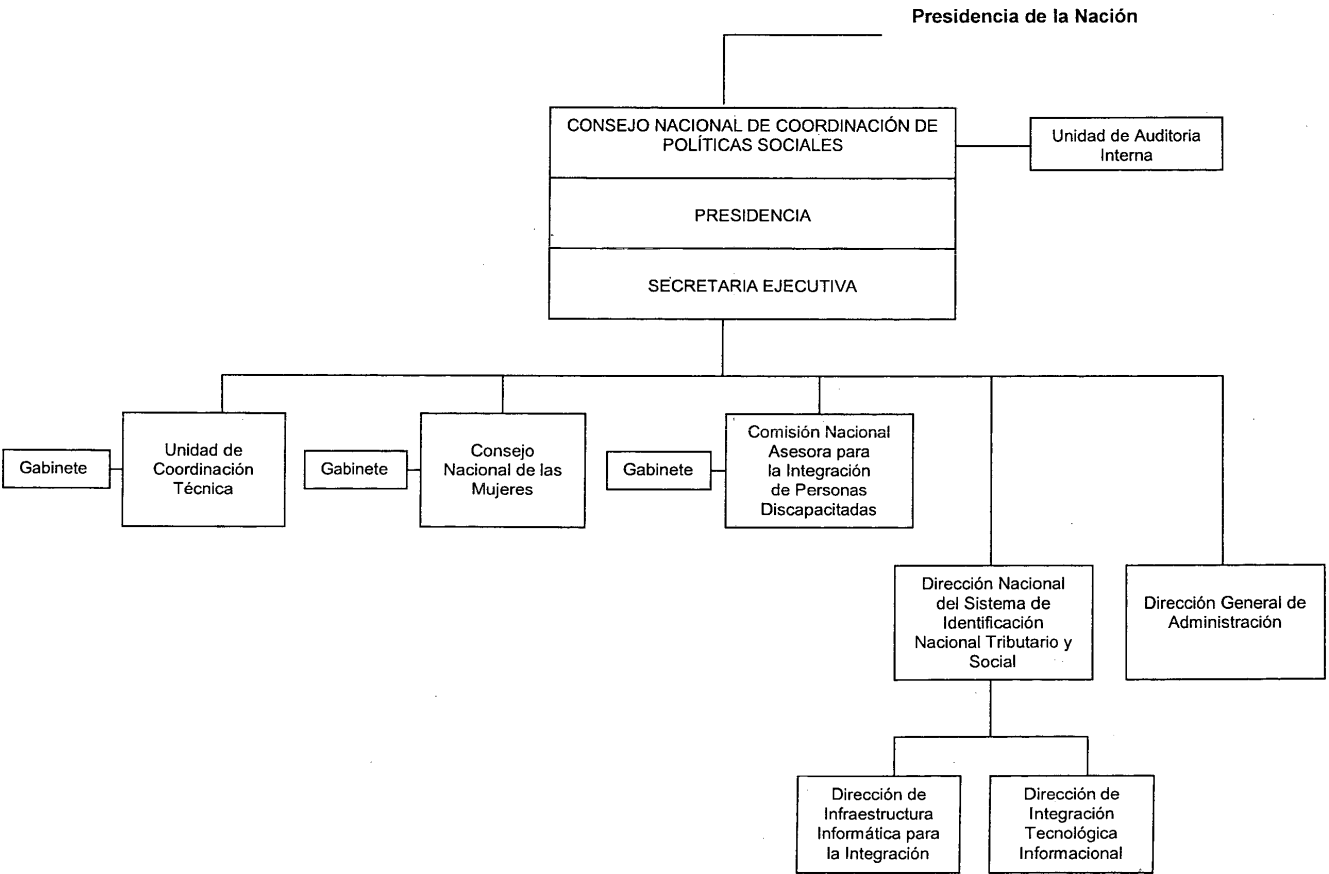 Presidencia de la Nación
CONSEJO NACIONAL DE COORDINACIÓN DE
POLÍTICAS SOCIALES
Unidad de Auditoria
Interna
PRESIDENCIA
SECRETARIA EJECUTIVA
Gabinete
Unidad de
Coordinación
Técnica
Gabinete
Consejo
Nacional de las
Mujeres
Gabinete
Comisión Nacional
Asesora para
la Integración
de Personas
Discapacitadas
Dirección Nacional
del Sistema de
Identificación
Nacional Tributario y
Social
Dirección General de
Administración
Dirección de
Infraestructura
Informática para
la Integración
Dirección de
Integración
Tecnológica
Informacional